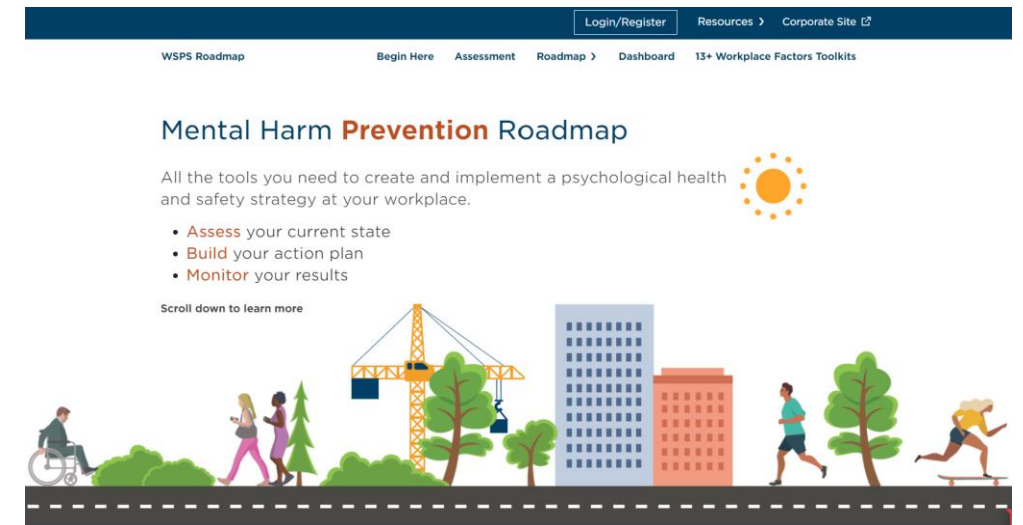 Login/Register Resources › Corporate Site
WSPS Roadmap Begin Here Assessment Roadmap › Dashboard 13+ Workplace Factors Toolkits
Mental Harm Prevention Roadmap
All the tools you need to create and implement a psychological health
and safety strategy at your workplace.
• Assess your current state
• Build your action plan
• Monitor your results
Scroll down to learn more